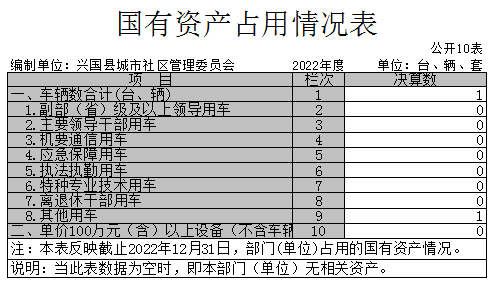 国有资产占用情况表
公开10表
编制单位：兴国县城市社区管理委员会 2022年度 单位：台、辆、套
项 目 栏次 决算数
一、车辆数合计(台、辆) 1 1
1.副部（省）级及以上领导用车 2 0
2.主要领导干部用车 3 0
3.机要通信用车 4 0
4.应急保障用车 5 0
5.执法执勤用车 6 0
6.特种专业技术用车 7 0
7.离退休干部用车 8 0
8.其他用车 9 1
二、单价100万元（含）以上设备（不含车辆 10 0
注：本表反映截止2022年12月31日，部门(单位)占用的国有资产情况。
说明：当此表数据为空时，即本部门（单位）无相关资产。